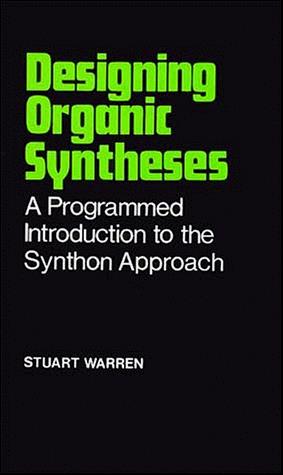 Designing
Organic
Syntheses
A Programmed
Introduction to the
Synthon Approach
STUART WARREN